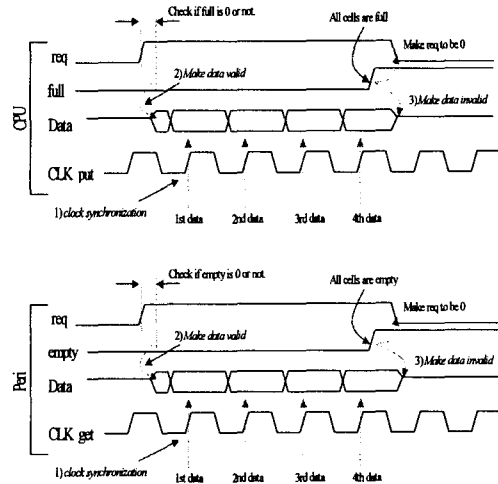 Check if full is 0 or not.
All cells are full
req
Make req to be 0
2) Make data valid
full
3) Make data invalid
CPU
Data
CLK put
1) clock synchronization
1st data 2nd data 3rd data 4th data
Check if empty is 0 or not.
All cells are empty
req
Make req to be 0
2) Make data valid
empty
3) Make data invalid
Peri
Data
CLK get
1) clock synchronization
1st data 2nd data 3rd data 4th data